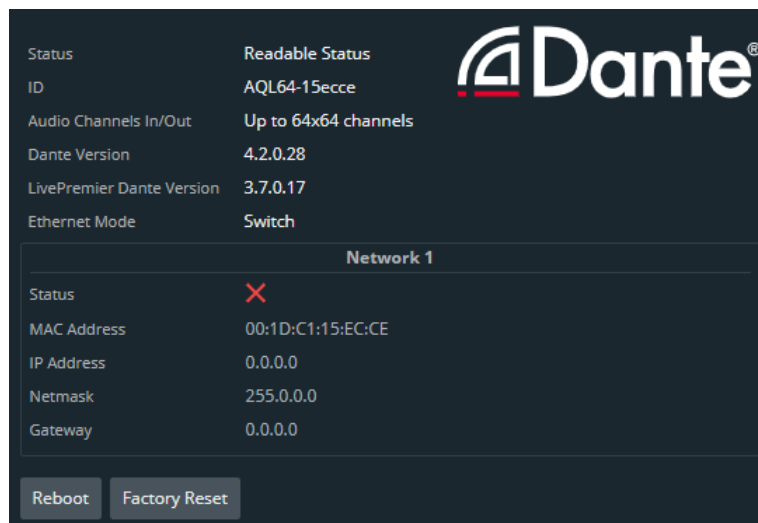 Dante®
Status Readable Status
ID AQL64-15ecce
Audio Channels In/Out Up to 64x64 channels
Dante Version 4.2.0.28
LivePremier Dante Version 3.7.0.17
Ethernet Mode Switch
Network 1
Status
MAC Address 00:1D:C1:15:EC:CE
IP Address 0.0.0.0
Netmask 255.0.0.0
Gateway 0.0.0.0
Reboot Factory Reset